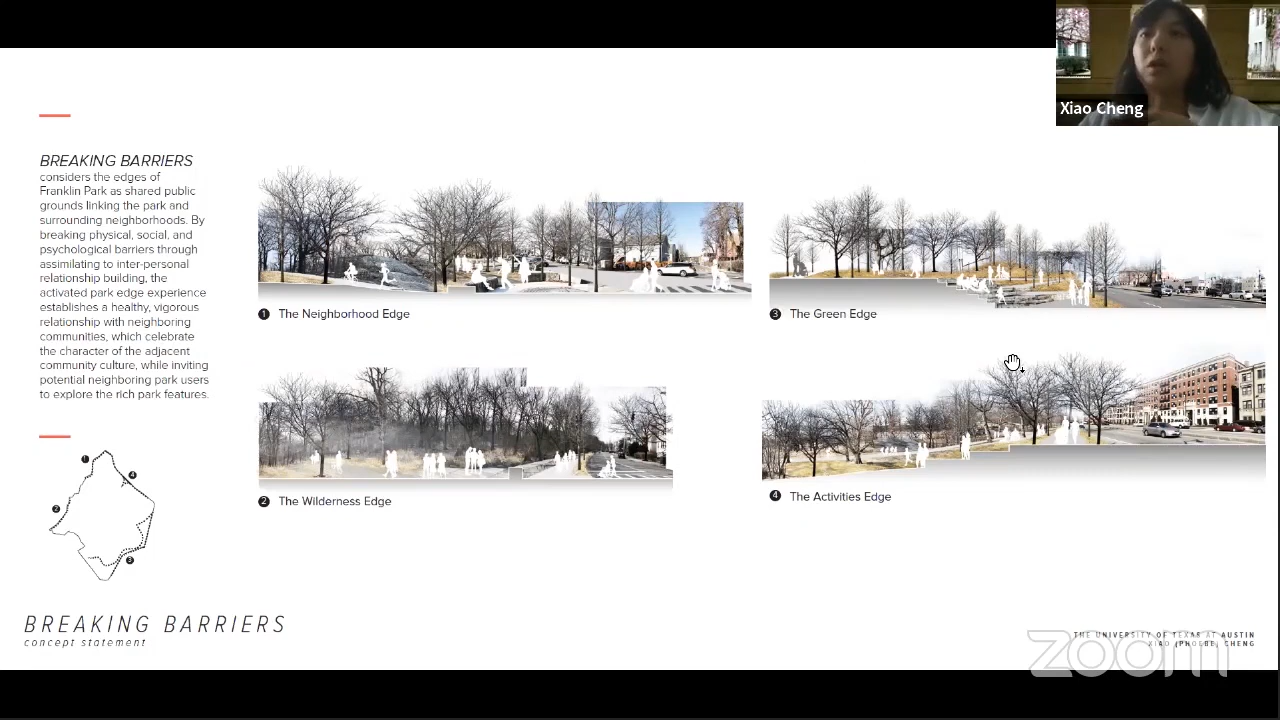 Xiao Cheng
BREAKING BARRIERS
considers the edges of
Franklin Park as shared public
grounds linking the park and
surrounding neighborhoods. By
breaking physical, social, and
psychological barriers through
assimilating to inter-personal
relationship building, the
activated park edge experience
establishes a healthy, vigorous
relationship with neighboring
communities, which celebrate
the character of the adjacent
community culture, while inviting
potential neighboring park users
to explore the rich park features.
1 The Neighborhood Edge
3 The Green Edge
2 The Wilderness Edge
4 The Activities Edge
1
4
2
3
BREAKING BARRIERS
concept statement
THE UNIVERSITY OF TEXAS AT AUSTIN
XIAO (PHOEBE) CHENG
zoom